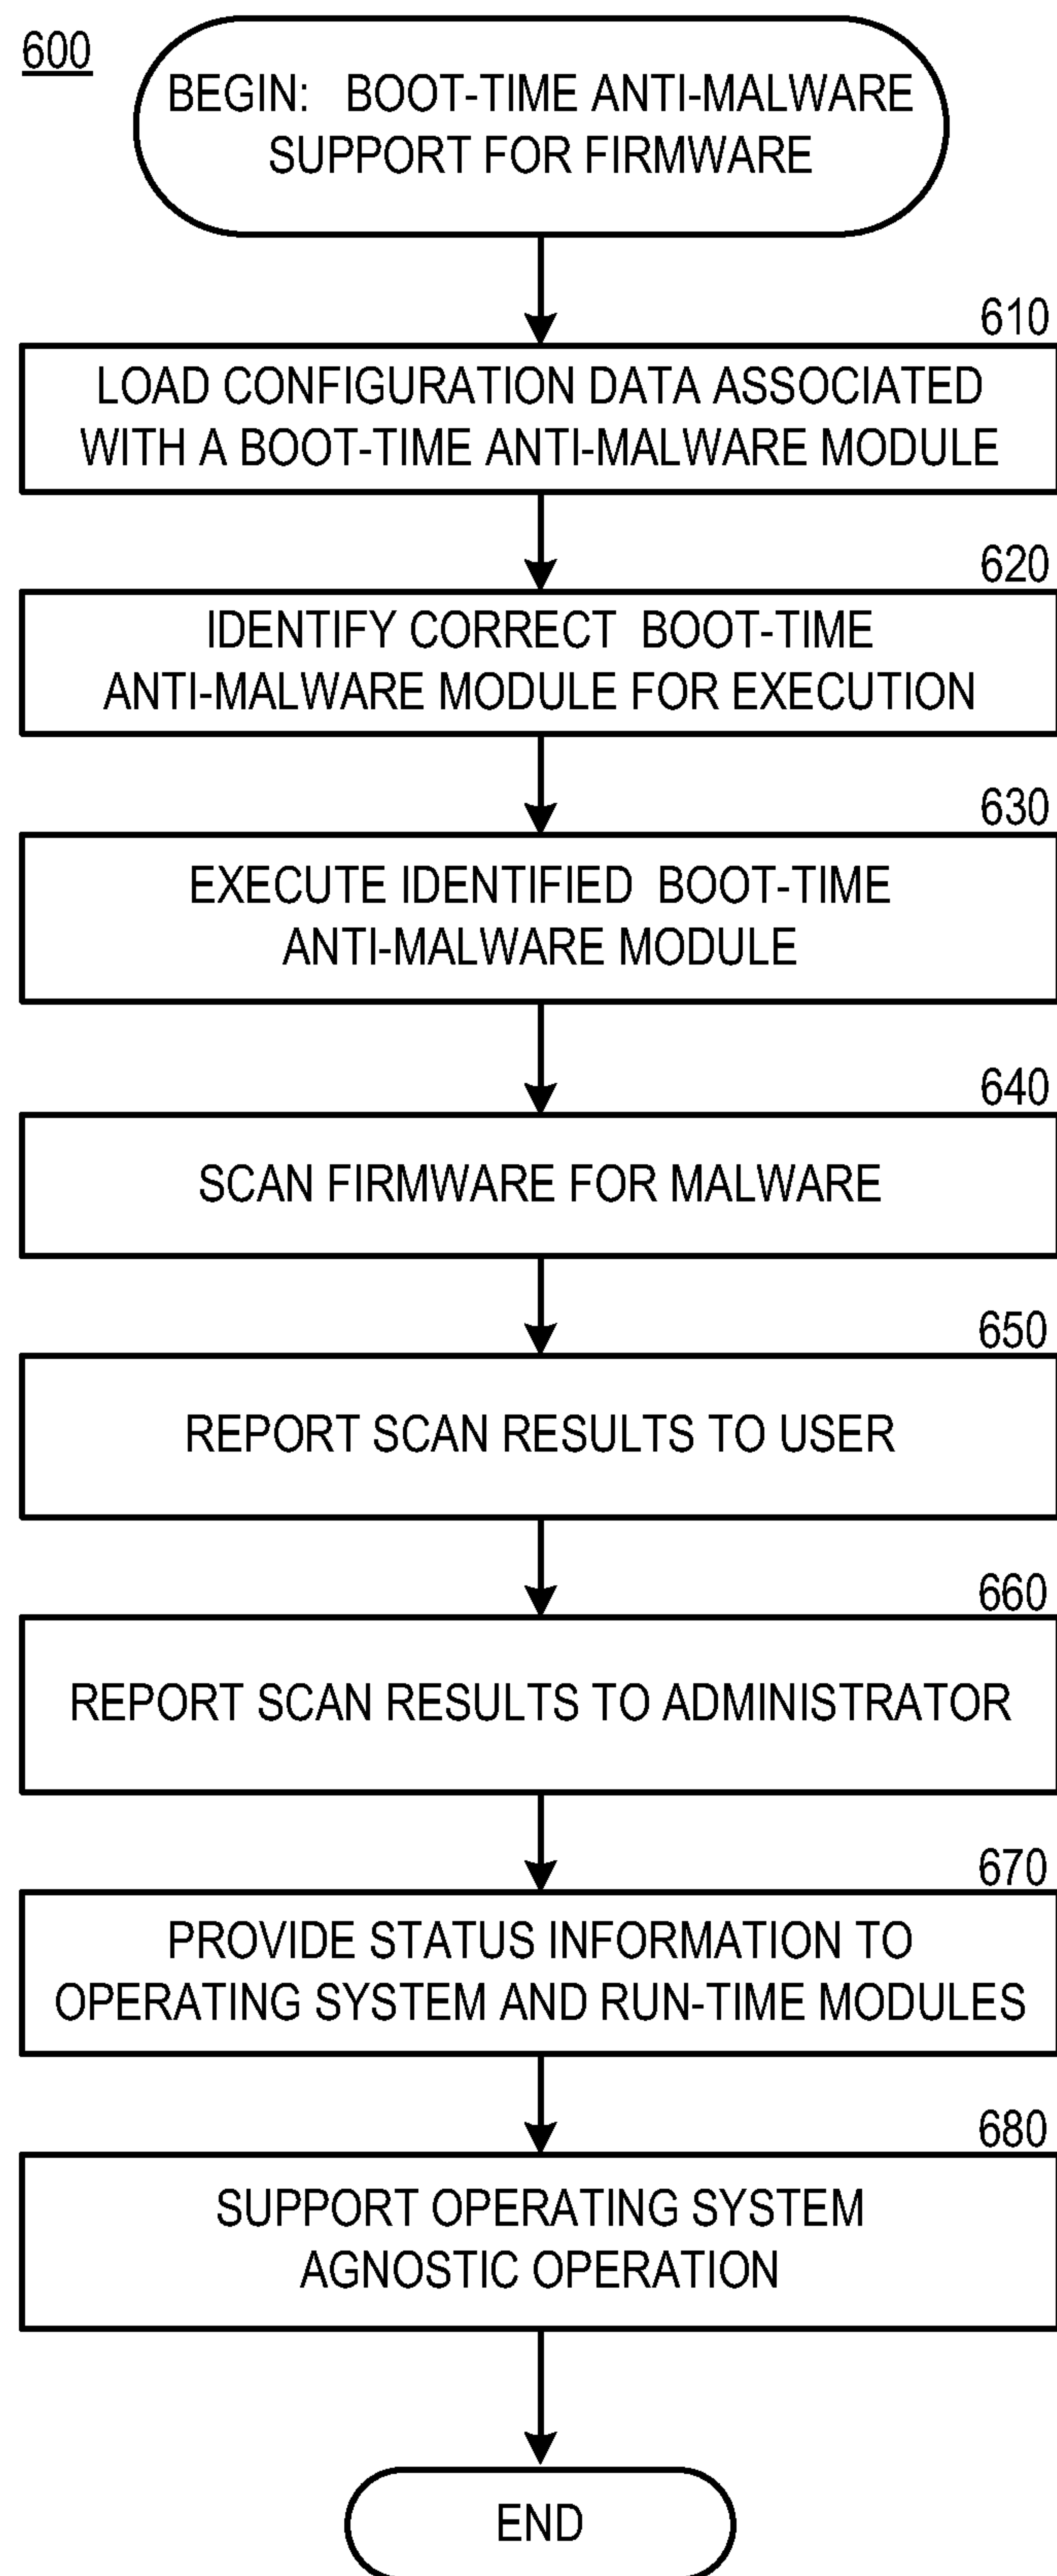 600
BEGIN: BOOT-TIME ANTI-MALWARE
SUPPORT FOR FIRMWARE
610
LOAD CONFIGURATION DATA ASSOCIATED
WITH A BOOT-TIME ANTI-MALWARE MODULE
620
IDENTIFY CORRECT BOOT-TIME
ANTI-MALWARE MODULE FOR EXECUTION
630
EXECUTE IDENTIFIED BOOT-TIME
ANTI-MALWARE MODULE
640
SCAN FIRMWARE FOR MALWARE
650
REPORT SCAN RESULTS TO USER
660
REPORT SCAN RESULTS TO ADMINISTRATOR
670
PROVIDE STATUS INFORMATION TO
OPERATING SYSTEM AND RUN-TIME MODULES
680
SUPPORT OPERATING SYSTEM
AGNOSTIC OPERATION
END